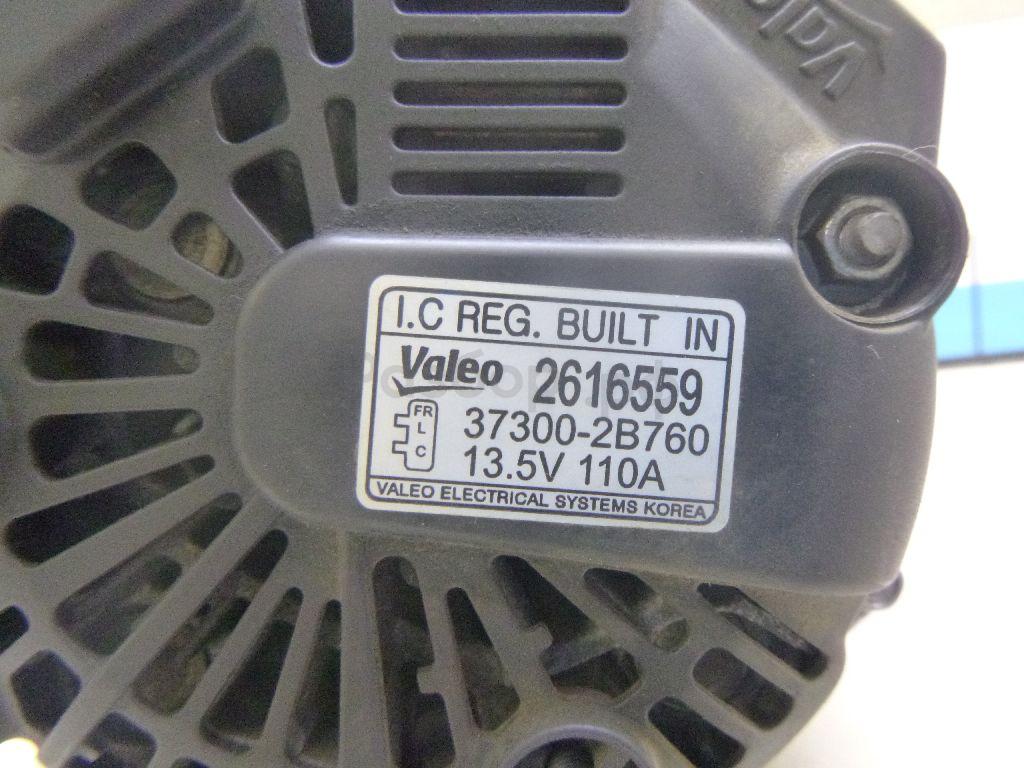 I.C REG. BUILT IN
Valeo 2616559
FR
L
C
37300-2B760
13.5V 110A
VALEO ELECTRICAL SYSTEMS KOREA